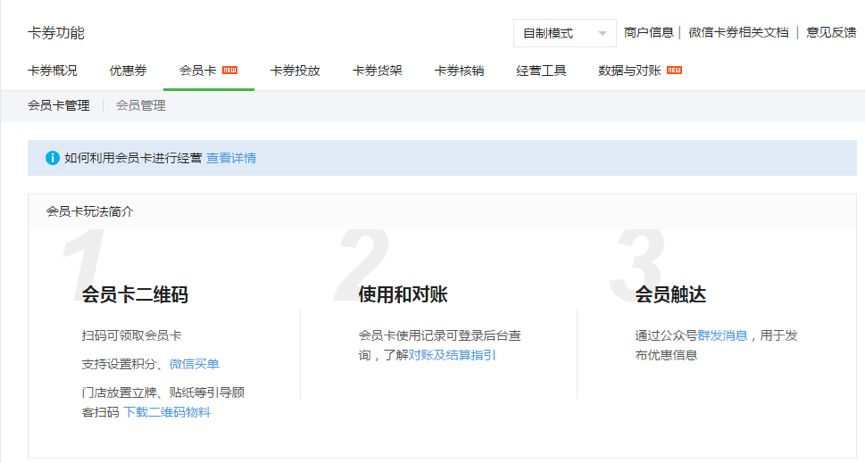 卡券功能
自制模式 商户信息 | 微信卡券相关文档 | 意见反馈
卡券概况 优惠券 会员卡 NEW 卡券投放 卡券货架 卡券核销 经营工具 数据与对账 NEW
会员卡管理 会员管理
如何利用会员卡进行经营 查看详情
会员卡玩法简介
1 2 3
会员卡二维码
扫码可领取会员卡
支持设置积分、微信买单
门店放置立牌、贴纸等引导顾
客扫码 下载二维码物料
使用和对账
会员卡使用记录可登录后台查
询，了解对账及结算指引
会员触达
通过公众号群发消息，用于发
布优惠信息